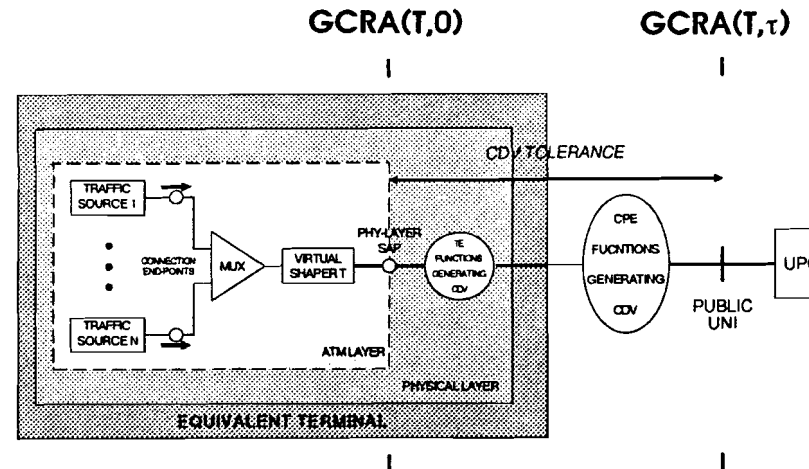 GCRA(T,0)
GCRA(T,τ)
CDV TOLERANCE
TRAFFIC
SOURCE 1
CONNECTION
END-POINTS
MUX
VIRTUAL
SHAPER T
PHY-LAYER
SAP
TE
FUNCTIONS
GENERATING
CDV
CPE
FUCNTIONS
GENERATING
CDV
UPC
PUBLIC
UNI
TRAFFIC
SOURCE N
ATM LAYER
PHYSICAL LAYER
EQUIVALENT TERMINAL